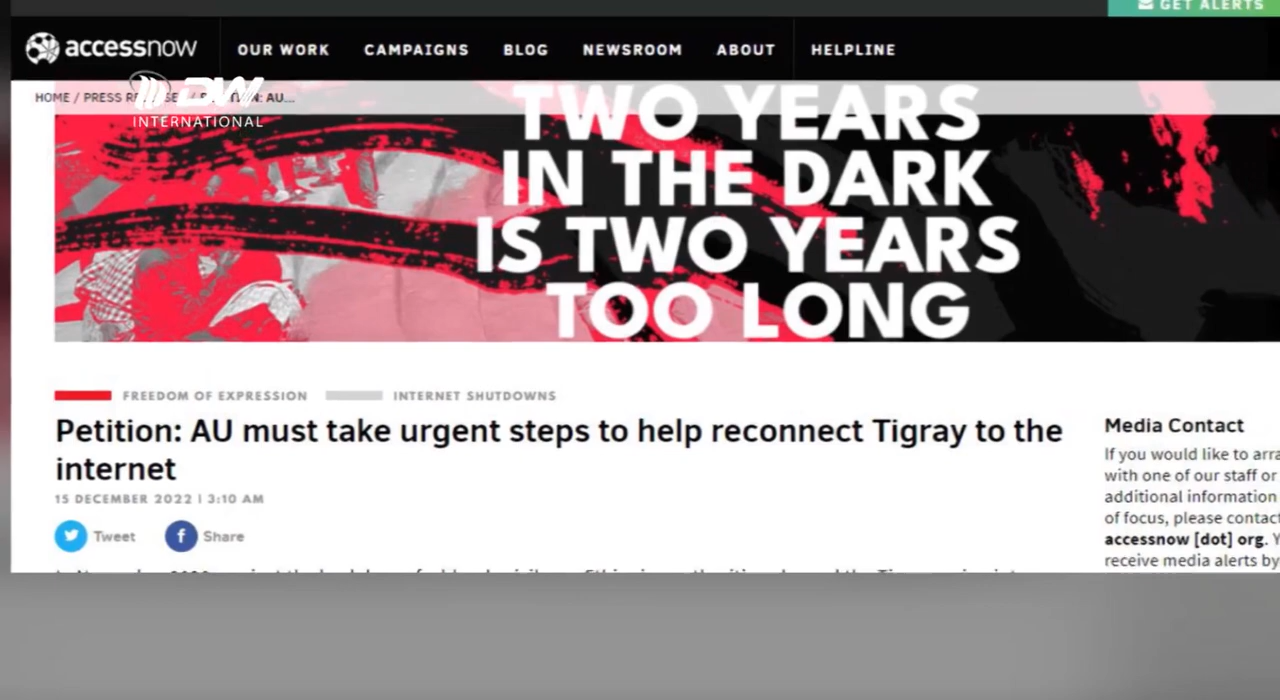 GET ALERTS
accessnow
OUR WORK
CAMPAIGNS
BLOG
NEWSROOM
ABOUT
HELPLINE
HOME / PRESS
AU...
DW
INTERNATIONAL
TWO YEARS
IN THE DARK
IS TWO YEARS
TOO LONG
FREEDOM OF EXPRESSION
INTERNET SHUTDOWNS
Petition: AU must take urgent steps to help reconnect Tigray to the
internet
15 DECEMBER 2022 | 3:10 AM
Tweet
Share
Media Contact
If you would like to
with one of our staff or
additional information
of focus, please contact
accessnow [dot] org.
receive media alerts by